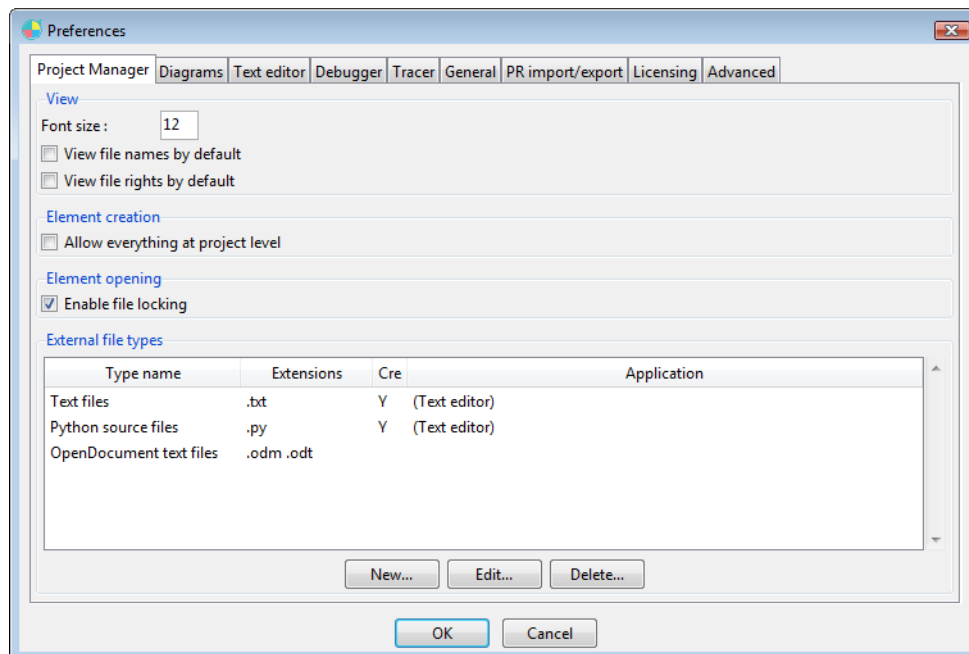 Preferences
Project Manager Diagrams Text editor Debugger Tracer General PR import/export Licensing Advanced
View
Font size : 12
View file names by default
View file rights by default
Element creation
Allow everything at project level
Element opening
Enable file locking
External file types
Type name Extensions Cre Application
Text files .txt Y (Text editor)
Python source files .py Y (Text editor)
OpenDocument text files .odm .odt
New... Edit... Delete...
OK Cancel